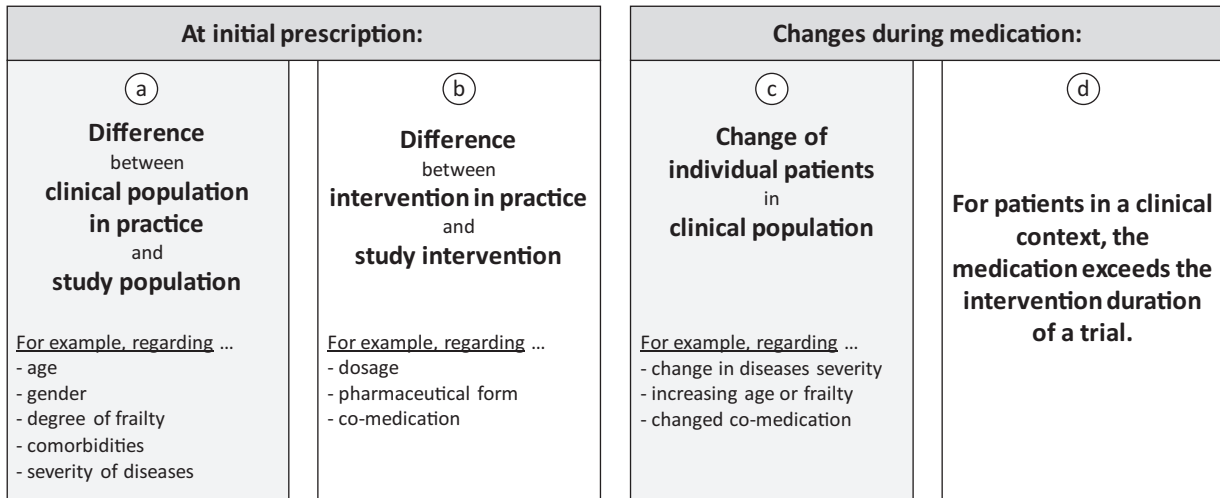 At initial prescription:
a
Difference
between
clinical population
in practice
and
study population
For example, regarding ...
- age
- gender
- degree of frailty
- comorbidities
- severity of diseases
b
Difference
between
intervention in practice
and
study intervention
For example, regarding ...
- dosage
- pharmaceutical form
- co-medication
Changes during medication:
c
Change of
individual patients
in
clinical population
For example, regarding ...
- change in diseases severity
- increasing age or frailty
- changed co-medication
d
For patients in a clinical
context, the
medication exceeds the
intervention duration
of a trial.